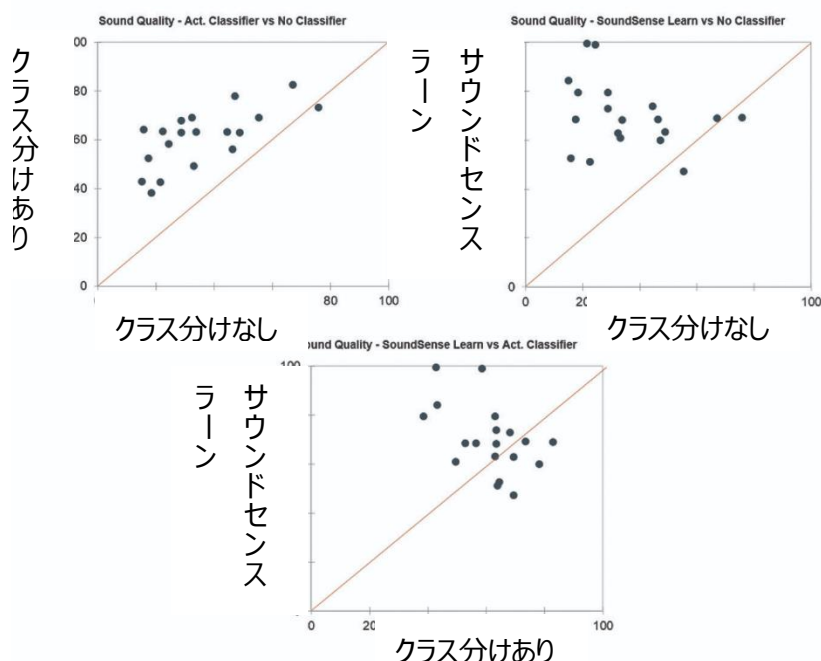 Sound Quality - Act. Classifier vs No Classifier
クラス分けあり
00
80
60
40
20
0
80
100
クラス分けなし
Sound Quality - SoundSense Learn vs No Classifier
サウンドセンス
ラーン
0
0
20
100
クラス分けなし
und Quality - SoundSense Learn vs Act. Classifier
サウンドセンス
ラーン
100
0
20
100
クラス分けあり